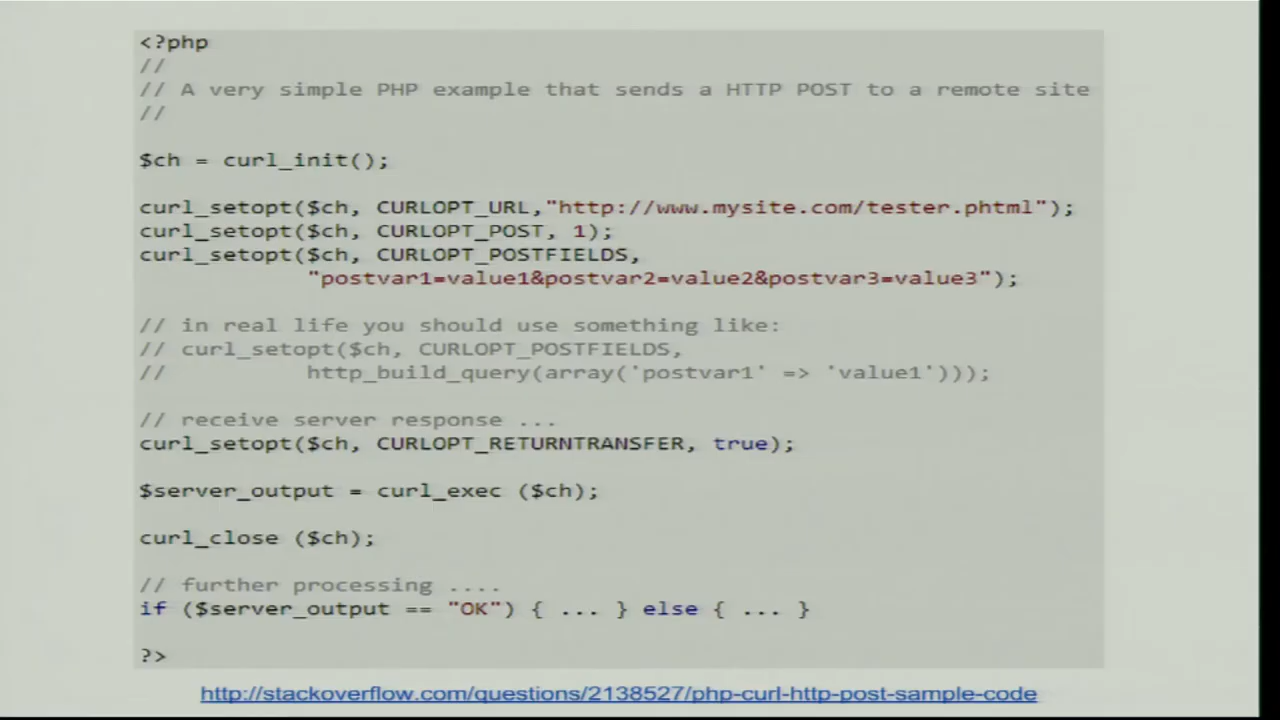 <?php
//
// A very simple PHP example that sends a HTTP POST to a remote site
//
$ch = curl_init();
curl_setopt($ch, CURLOPT_URL,"http://www.mysite.com/tester.phtml");
curl_setopt($ch, CURLOPT_POST, 1);
curl_setopt($ch, CURLOPT_POSTFIELDS,
"postvar1=value1&postvar2=value2&postvar3=value3");
// in real life you should use something like:
// curl_setopt($ch, CURLOPT_POSTFIELDS,
// http_build_query(array('postvar1' => 'value1')));
// receive server response ...
curl_setopt($ch, CURLOPT_RETURNTRANSFER, true);
$server_output = curl_exec ($ch);
curl_close ($ch);
// further processing ....
if ($server_output == "OK") { ... } else { ... }
?>
http://stackoverflow.com/questions/2138527/php-curl-http-post-sample-code